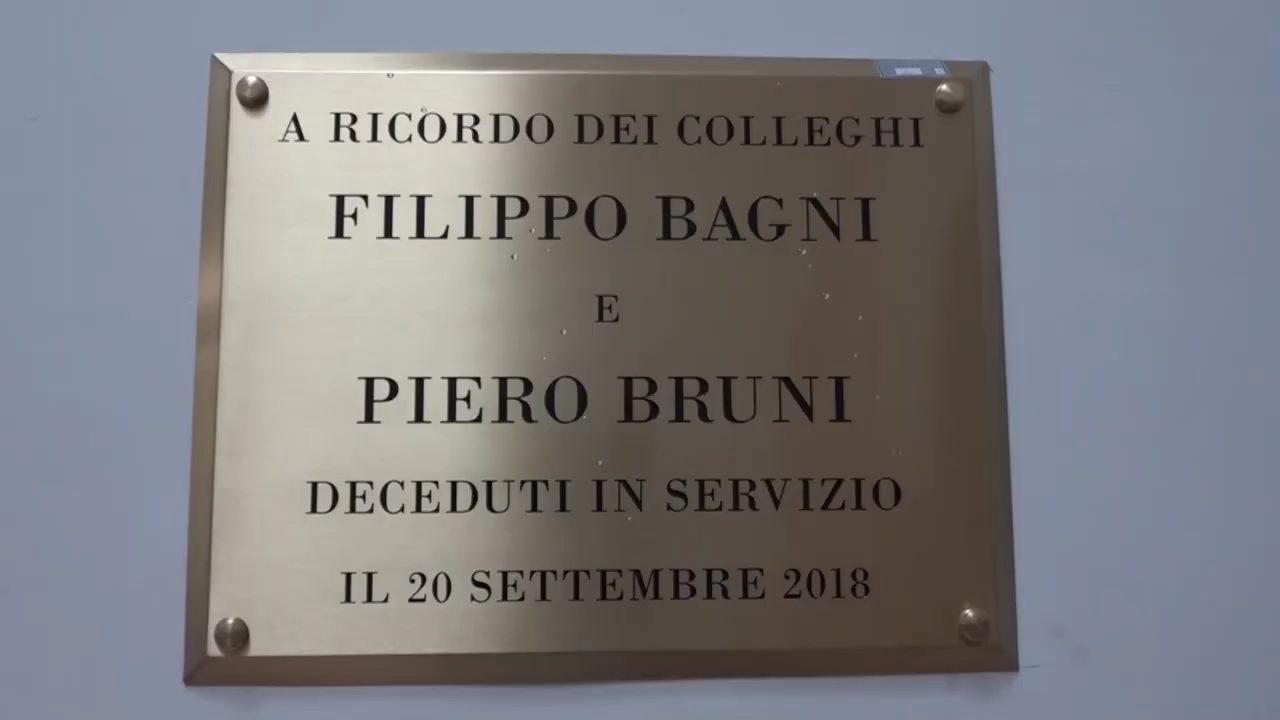 A RICORDO DEI COLLEGHI
FILIPPO BAGNI
E
PIERO BRUNI
DECEDUTI IN SERVIZIO
IL 20 SETTEMBRE 2018